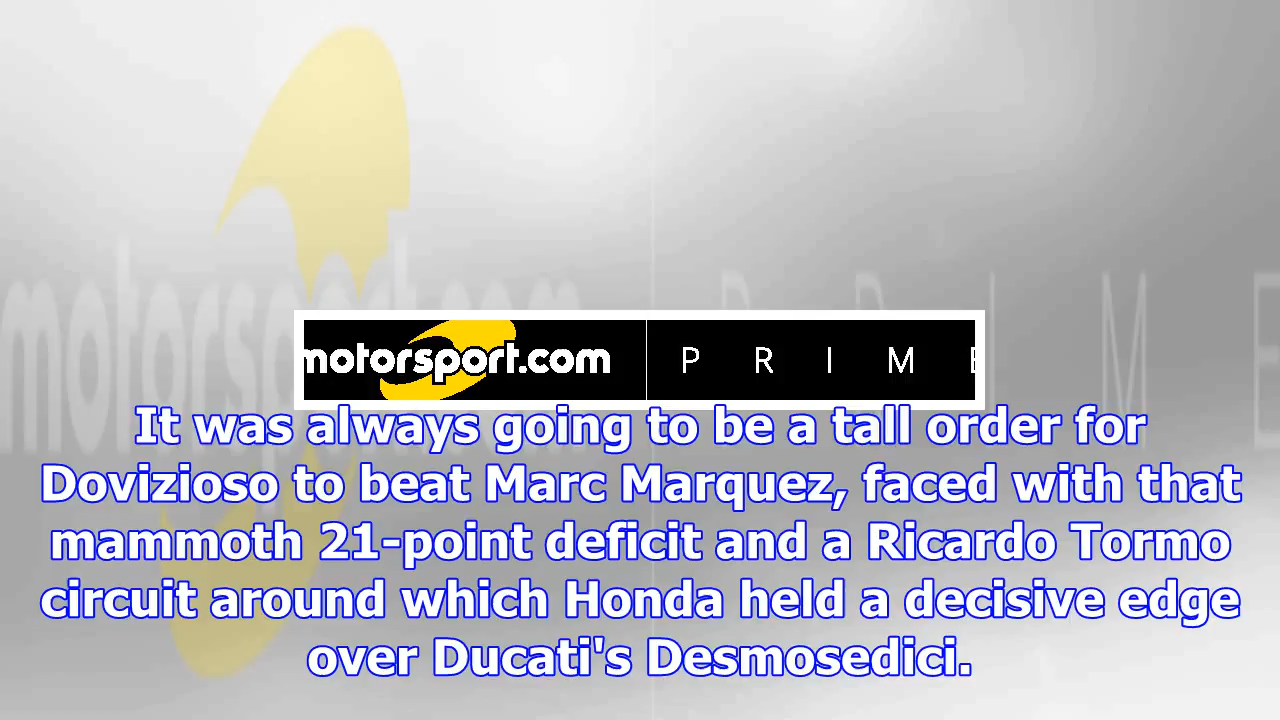 motorsport.com P R I M E
It was always going to be a tall order for
Dovizioso to beat Marc Marquez, faced with that
mammoth 21-point deficit and a Ricardo Tormo
circuit around which Honda held a decisive edge
over Ducati's Desmosedici.